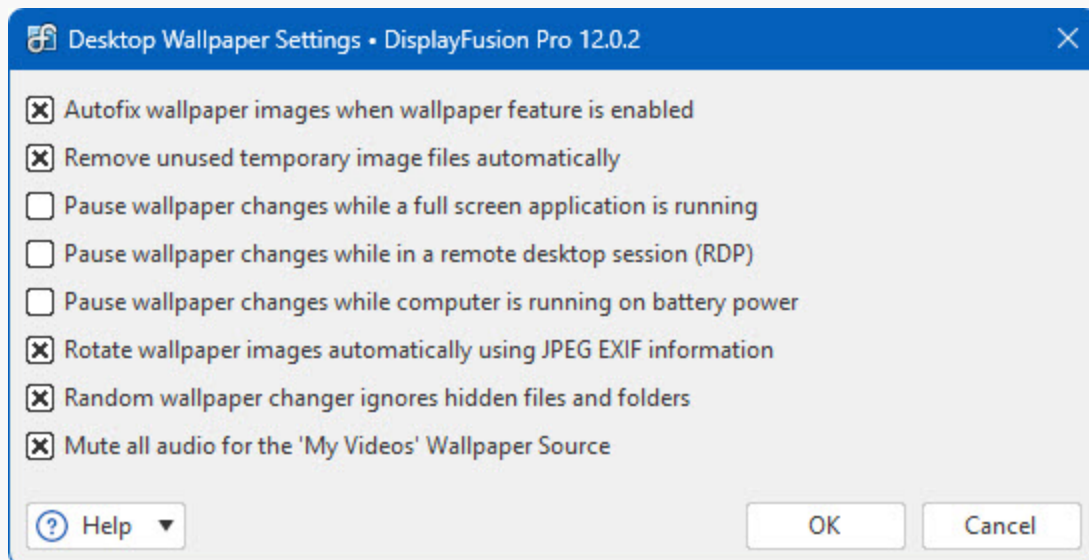 Desktop Wallpaper Settings • DisplayFusion Pro 12.0.2
Autofix wallpaper images when wallpaper feature is enabled
Remove unused temporary image files automatically
Pause wallpaper changes while a full screen application is running
Pause wallpaper changes while in a remote desktop session (RDP)
Pause wallpaper changes while computer is running on battery power
Rotate wallpaper images automatically using JPEG EXIF information
Random wallpaper changer ignores hidden files and folders
Mute all audio for the 'My Videos' Wallpaper Source
Help OK Cancel